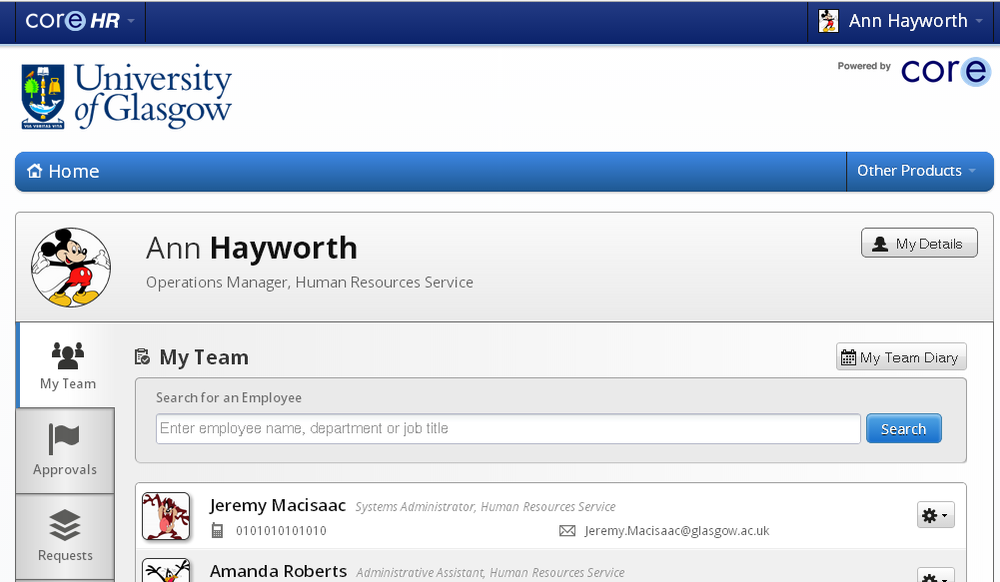 core HR
Ann Hayworth
University
of Glasgow
VIA VERITAS VITA
Powered by core
Home
Other Products
Ann Hayworth
My Details
Operations Manager, Human Resources Service
My Team
My Team
My Team Diary
Search for an Employee
Enter employee name, department or job title
Search
Approvals
Requests
Jeremy Macisaac Systems Administrator, Human Resources Service
0101010101010 Jeremy.Macisaac@glasgow.ac.uk
Amanda Roberts Administrative Assistant, Human Resources Service